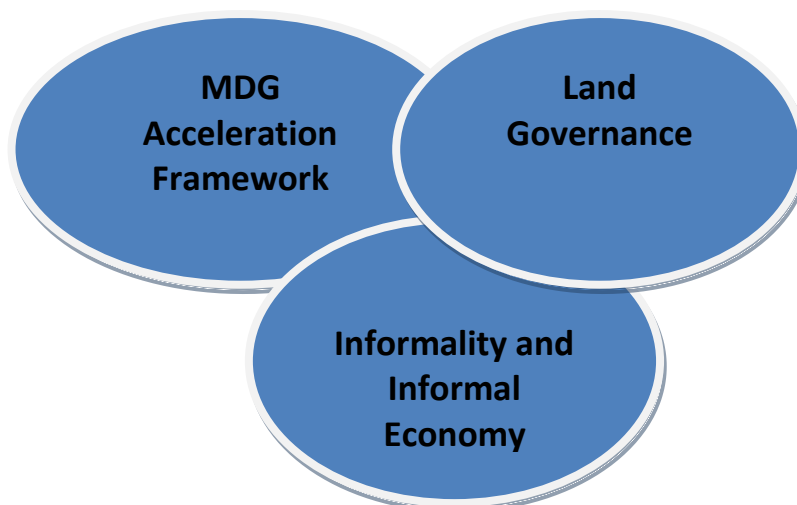 MDG
Acceleration
Framework
Land
Governance
Informality and
Informal
Economy